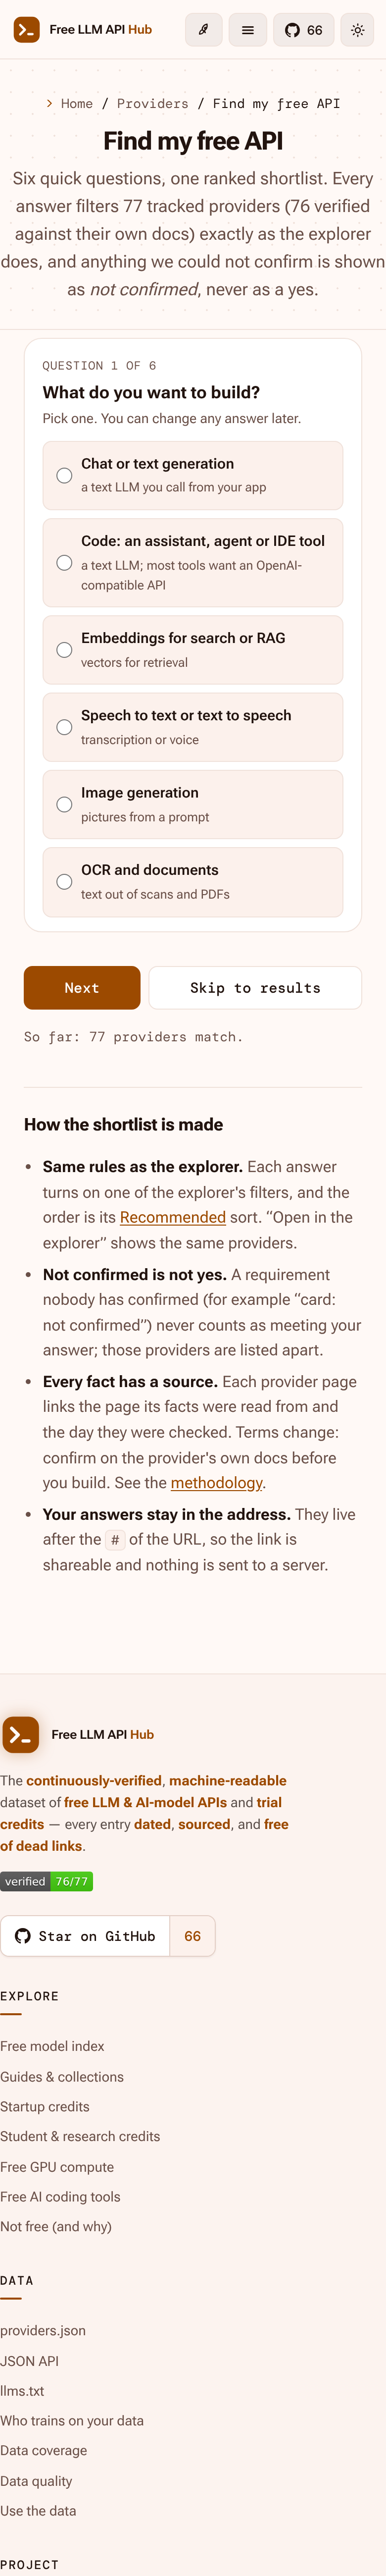 Free LLM API Hub
66
Home / Providers / Find my free API
Find my free API
Six quick questions, one ranked shortlist. Every
answer filters 77 tracked providers (76 verified
against their own docs) exactly as the explorer
does, and anything we could not confirm is shown
as not confirmed, never as a yes.
QUESTION 1 OF 6
What do you want to build?
Pick one. You can change any answer later.
Chat or text generation
a text LLM you call from your app
Code: an assistant, agent or IDE tool
a text LLM; most tools want an OpenAI-
compatible API
Embeddings for search or RAG
vectors for retrieval
Speech to text or text to speech
transcription or voice
Image generation
pictures from a prompt
OCR and documents
text out of scans and PDFs
Next
Skip to results
So far: 77 providers match.
How the shortlist is made
• Same rules as the explorer. Each answer
turns on one of the explorer's filters, and the
order is its Recommended sort. “Open in the
explorer” shows the same providers.
• Not confirmed is not yes. A requirement
nobody has confirmed (for example “card:
not confirmed”) never counts as meeting your
answer; those providers are listed apart.
• Every fact has a source. Each provider page
links the page its facts were read from and
the day they were checked. Terms change:
confirm on the provider's own docs before
you build. See the methodology.
• Your answers stay in the address. They live
after the # of the URL, so the link is
shareable and nothing is sent to a server.
Free LLM API Hub
The continuously-verified, machine-readable
dataset of free LLM & AI-model APIs and trial
credits — every entry dated, sourced, and free
of dead links.
verified 76/77
Star on GitHub 66
EXPLORE
Free model index
Guides & collections
Startup credits
Student & research credits
Free GPU compute
Free AI coding tools
Not free (and why)
DATA
providers.json
JSON API
llms.txt
Who trains on your data
Data coverage
Data quality
Use the data
PROJECT